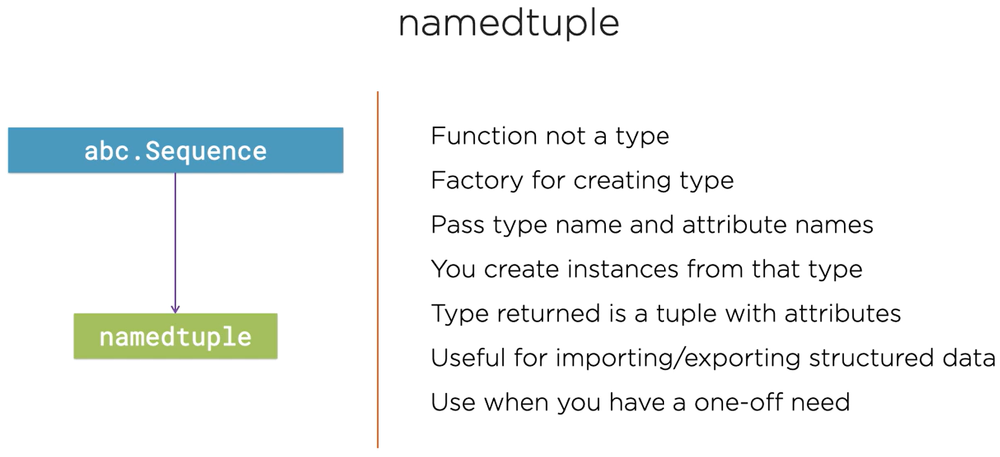 namedtuple
abc.Sequence
namedtuple
Function not a type
Factory for creating type
Pass type name and attribute names
You create instances from that type
Type returned is a tuple with attributes
Useful for importing/exporting structured data
Use when you have a one-off need